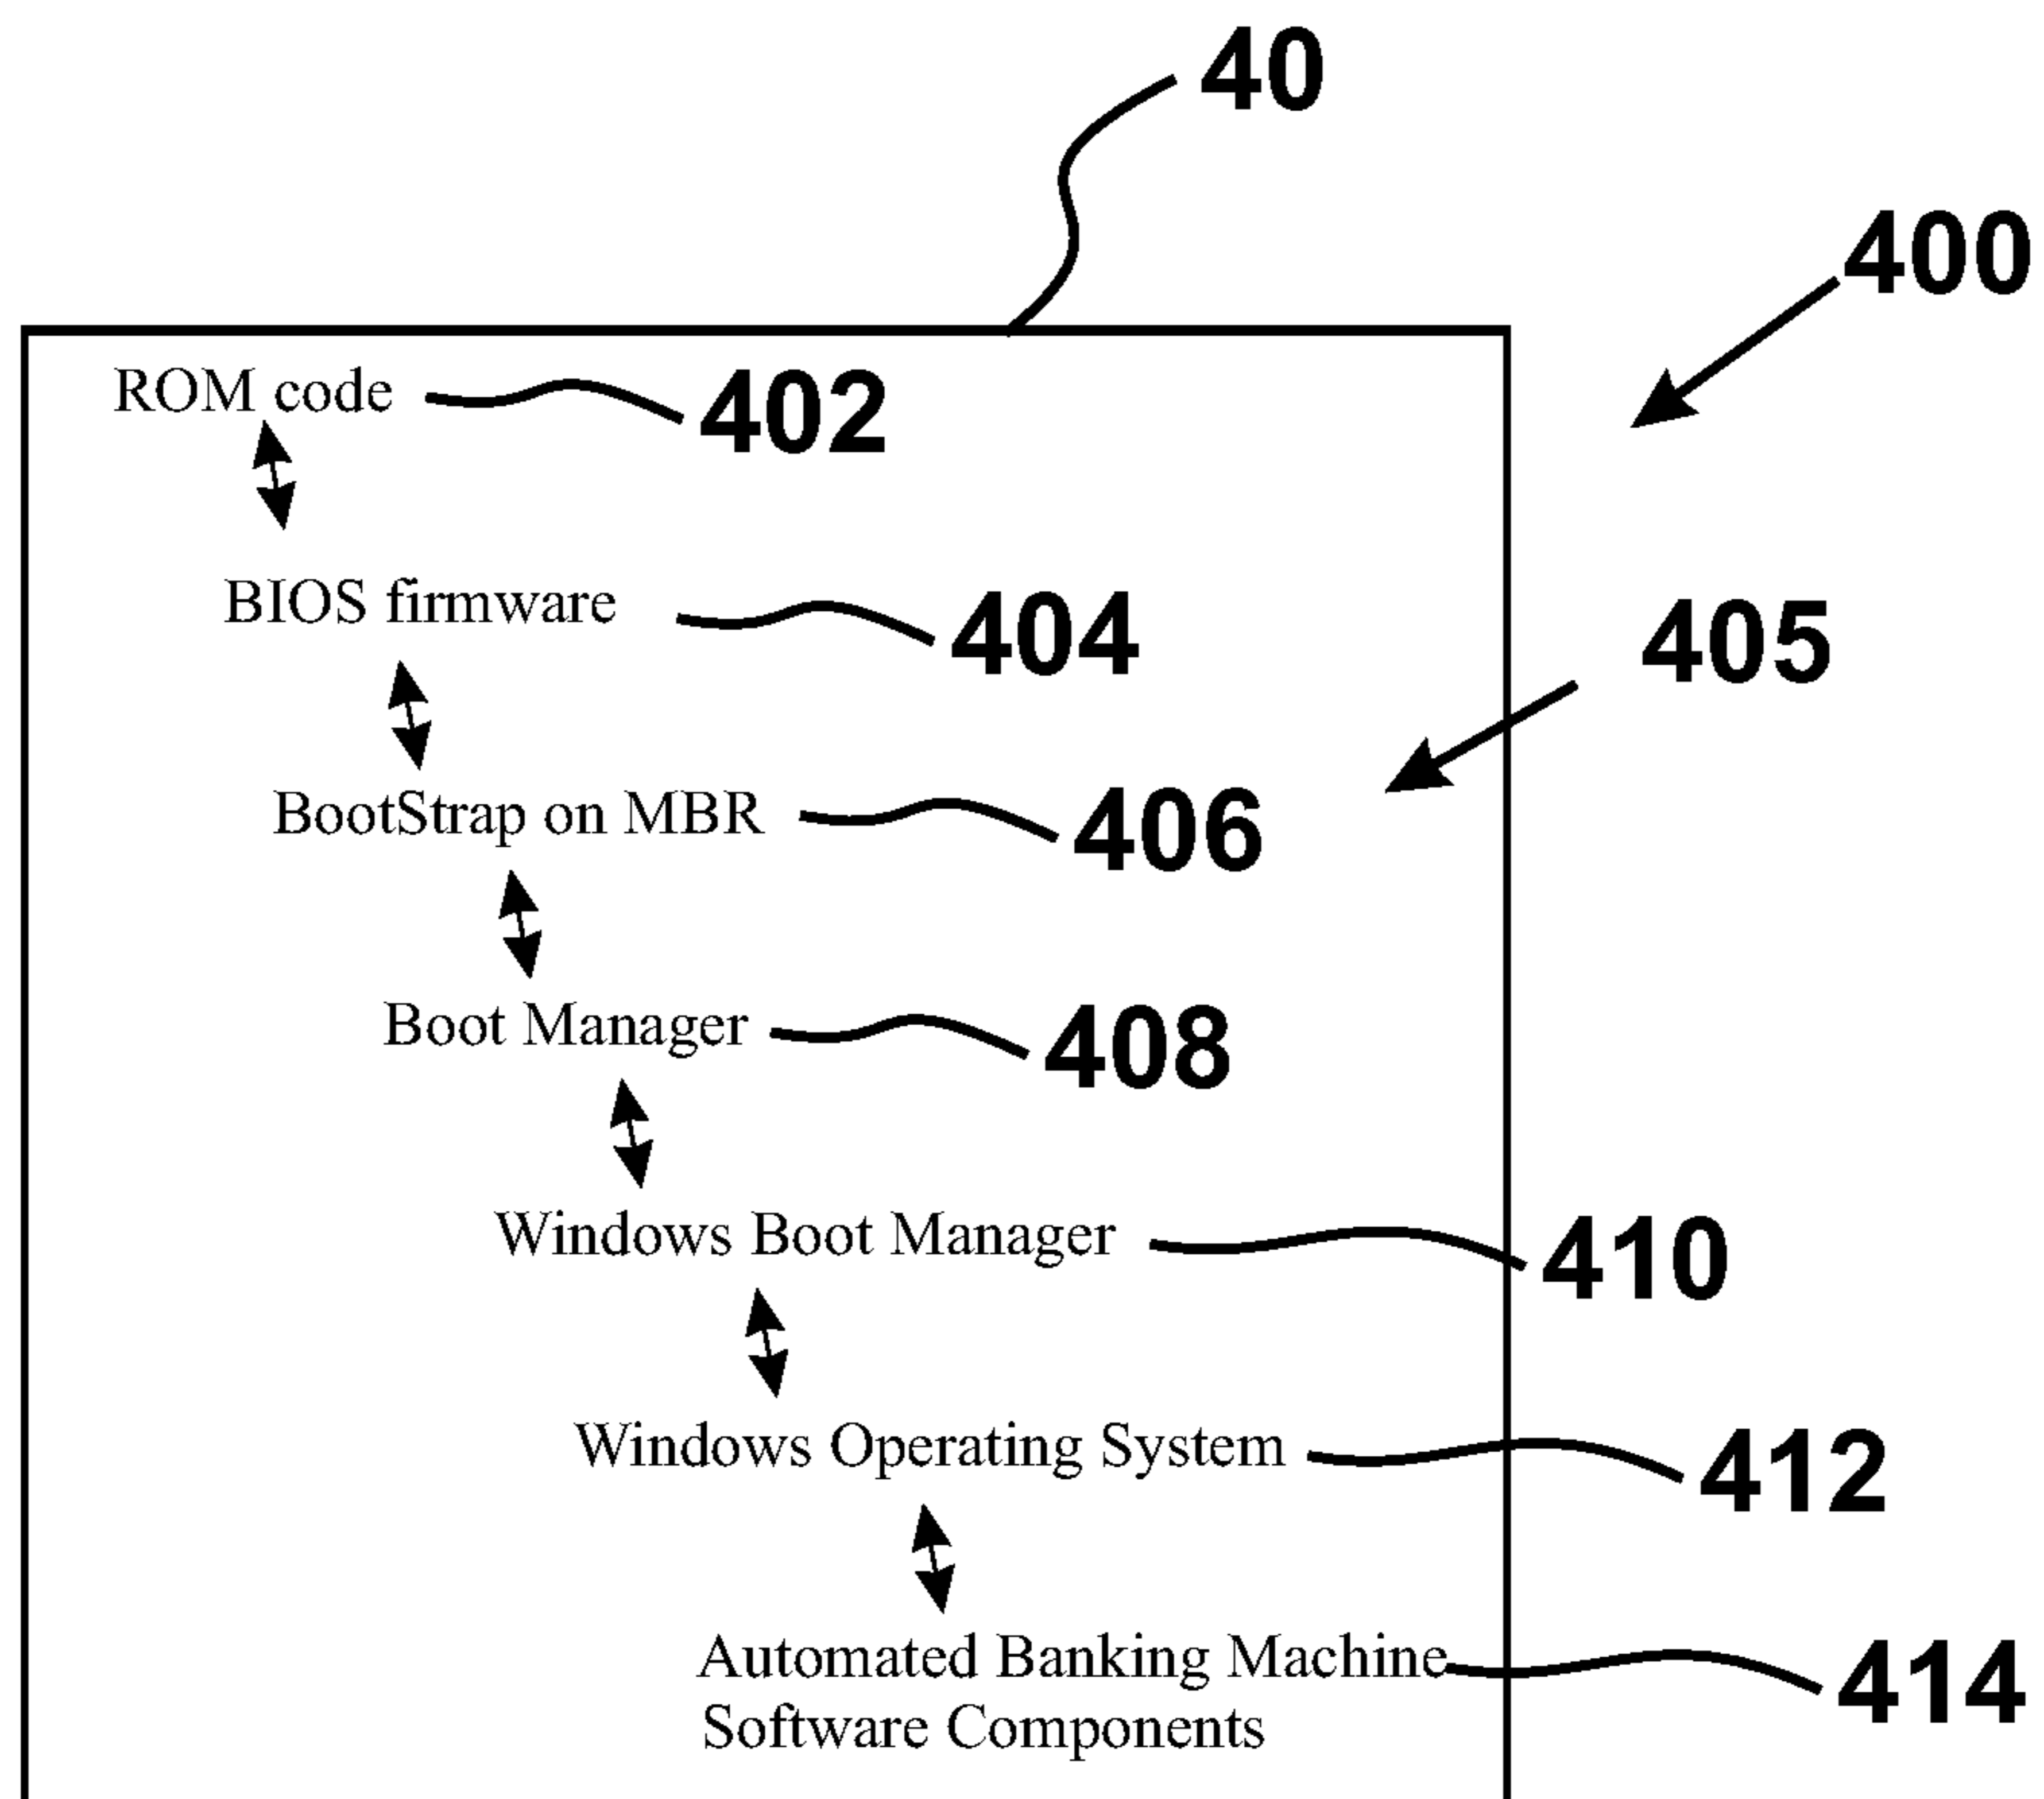 40
400
ROM code 402
BIOS firmware 404
405
BootStrap on MBR 406
Boot Manager 408
Windows Boot Manager 410
Windows Operating System 412
Automated Banking Machine 414
Software Components